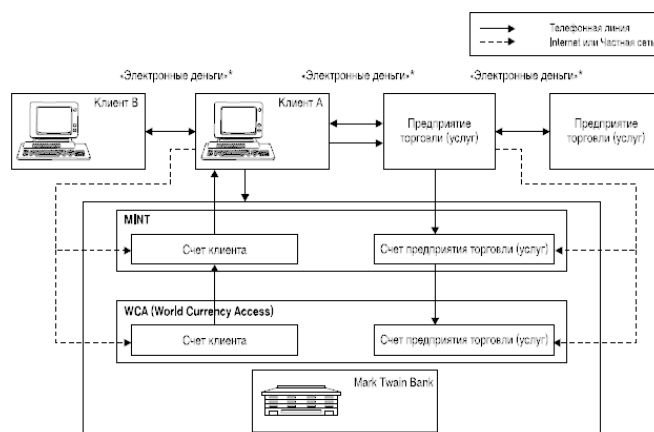 Телефонная линия
Internet или Частная сеть
«Электронные деньги»* «Электронные деньги»* «Электронные деньги»*
Клиент В
Клиент А
Предприятие
торговли (услуг)
Предприятие
торговли (услуг)
MINT
Счет клиента
Счет предприятия торговли (услуг)
WCA (World Currency Access)
Счет клиента
Счет предприятия торговли (услуг)
Mark Twain Bank